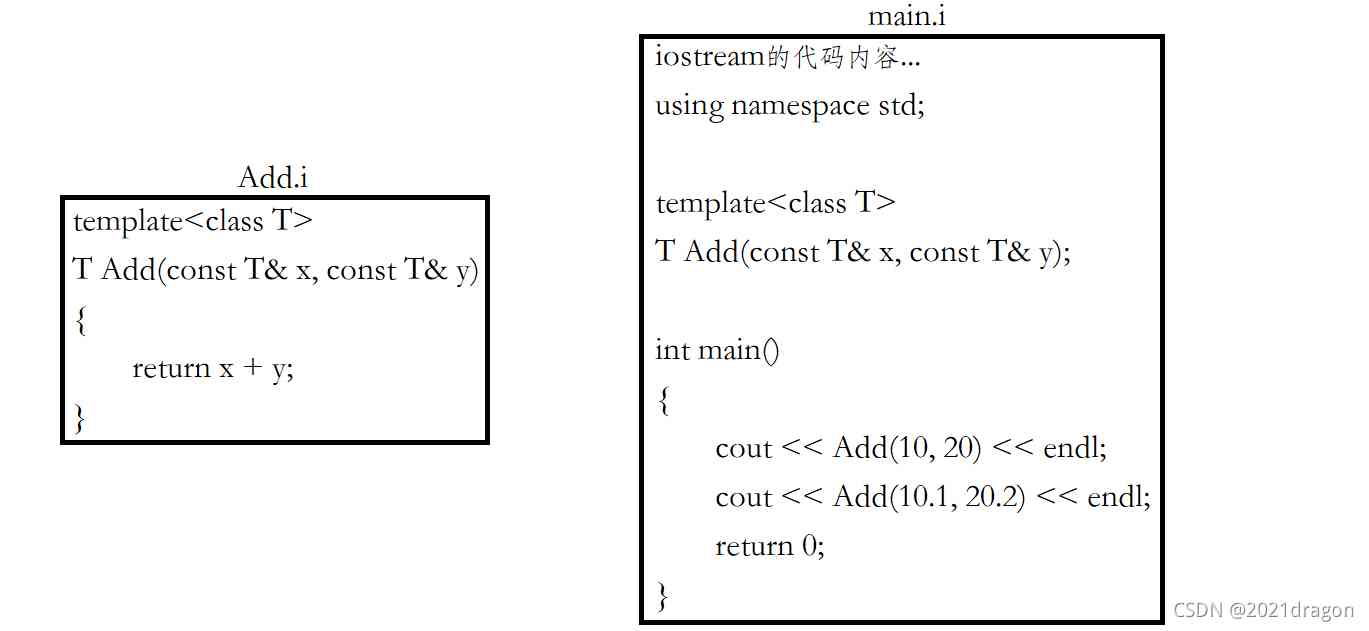 Add.i
template<class T>
T Add(const T& x, const T& y)
{
return x + y;
}
main.i
iostream的代码内容...
using namespace std;
template<class T>
T Add(const T& x, const T& y);
int main()
{
cout << Add(10, 20) << endl;
cout << Add(10.1, 20.2) << endl;
return 0;
}
CSDN @2021dragon